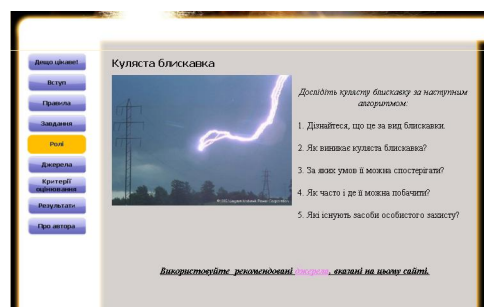 Дещо цікаве!
Вступ
Правила
Завдання
Ролі
Джерела
Критерії
оцінювання
Результати
Про автора
Куляста блискавка
Дослідіть кулясту блискавку за наступним
алгоритмом:
1. Дізнайтеся, що це за вид блискавки.
2. Як виникає куляста блискавка?
3. За яких умов її можна спостерігати?
4. Як часто і де її можна побачити?
5. Які існують засоби особистого захисту?
Використовуйте рекомендовані джерела, вказані на цьому сайті.